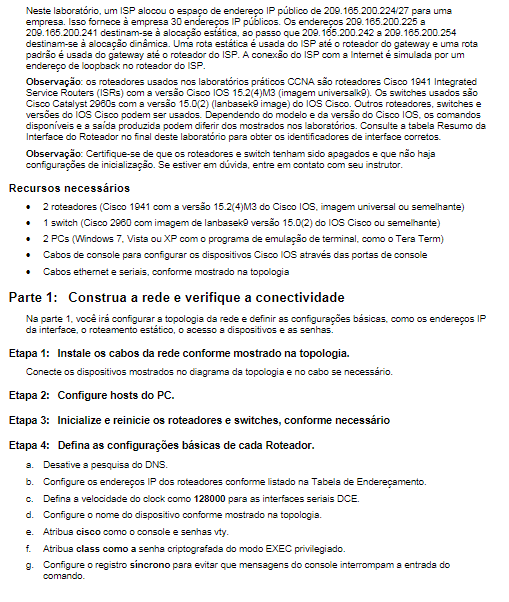 Neste laboratório, um ISP alocou o espaço de endereço IP público de 209.165.200.224/27 para uma
empresa. Isso fornece à empresa 30 endereços IP públicos. Os endereços 209.165.200.225 a
209.165.200.241 destinam-se à alocação estática, ao passo que 209.165.200.242 a 209.165.200.254
destinam-se à alocação dinâmica. Uma rota estática é usada do ISP até o roteador do gateway e uma rota
padrão é usada do gateway até o roteador do ISP. A conexão do ISP com a Internet é simulada por um
endereço de loopback no roteador do ISP.
Observação: os roteadores usados nos laboratórios práticos CCNA são roteadores Cisco 1941 Integrated
Service Routers (ISRs) com a versão Cisco IOS 15.2(4)M3 (imagem universalk9). Os switches usados são
Cisco Catalyst 2960s com a versão 15.0(2) (lanbasek9 image) do IOS Cisco. Outros roteadores, switches e
versões do IOS Cisco podem ser usados. Dependendo do modelo e da versão do Cisco IOS, os comandos
disponíveis e a saída produzida podem diferir dos mostrados nos laboratórios. Consulte a tabela Resumo da
Interface do Roteador no final deste laboratório para obter os identificadores de interface corretos.
Observação: Certifique-se de que os roteadores e switch tenham sido apagados e que não haja
configurações de inicialização. Se estiver em dúvida, entre em contato com seu instrutor.
Recursos necessários
• 2 roteadores (Cisco 1941 com a versão 15.2(4)M3 do Cisco IOS, imagem universal ou semelhante)
• 1 switch (Cisco 2960 com imagem de lanbasek9 versão 15.0(2) do IOS Cisco ou semelhante)
• 2 PCs (Windows 7, Vista ou XP com o programa de emulação de terminal, como o Tera Term)
• Cabos de console para configurar os dispositivos Cisco IOS através das portas de console
• Cabos ethernet e seriais, conforme mostrado na topologia
Parte 1: Construa a rede e verifique a conectividade
Na parte 1, você irá configurar a topologia da rede e definir as configurações básicas, como os endereços IP
da interface, o roteamento estático, o acesso a dispositivos e as senhas.
Etapa 1: Instale os cabos da rede conforme mostrado na topologia.
Conecte os dispositivos mostrados no diagrama da topologia e no cabo se necessário.
Etapa 2: Configure hosts do PC.
Etapa 3: Inicialize e reinicie os roteadores e switches, conforme necessário
Etapa 4: Defina as configurações básicas de cada Roteador.
a. Desative a pesquisa do DNS.
b. Configure os endereços IP dos roteadores conforme listado na Tabela de Endereçamento.
c. Defina a velocidade do clock como 128000 para as interfaces seriais DCE.
d. Configure o nome do dispositivo conforme mostrado na topologia.
e. Atribua cisco como o console e senhas vty.
f. Atribua class como a senha criptografada do modo EXEC privilegiado.
g. Configure o registro síncrono para evitar que mensagens do console interrompam a entrada do
comando.